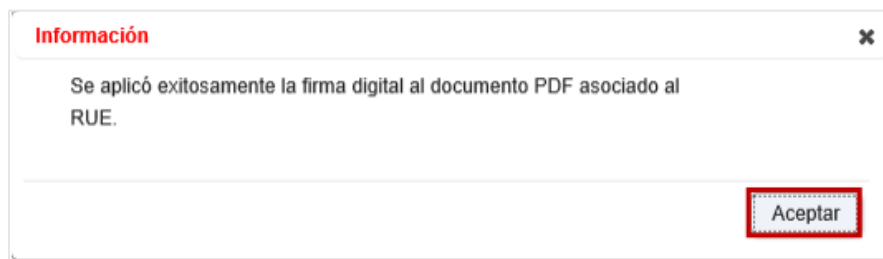 Información
Se aplicó exitosamente la firma digital al documento PDF asociado al
RUE.
Aceptar